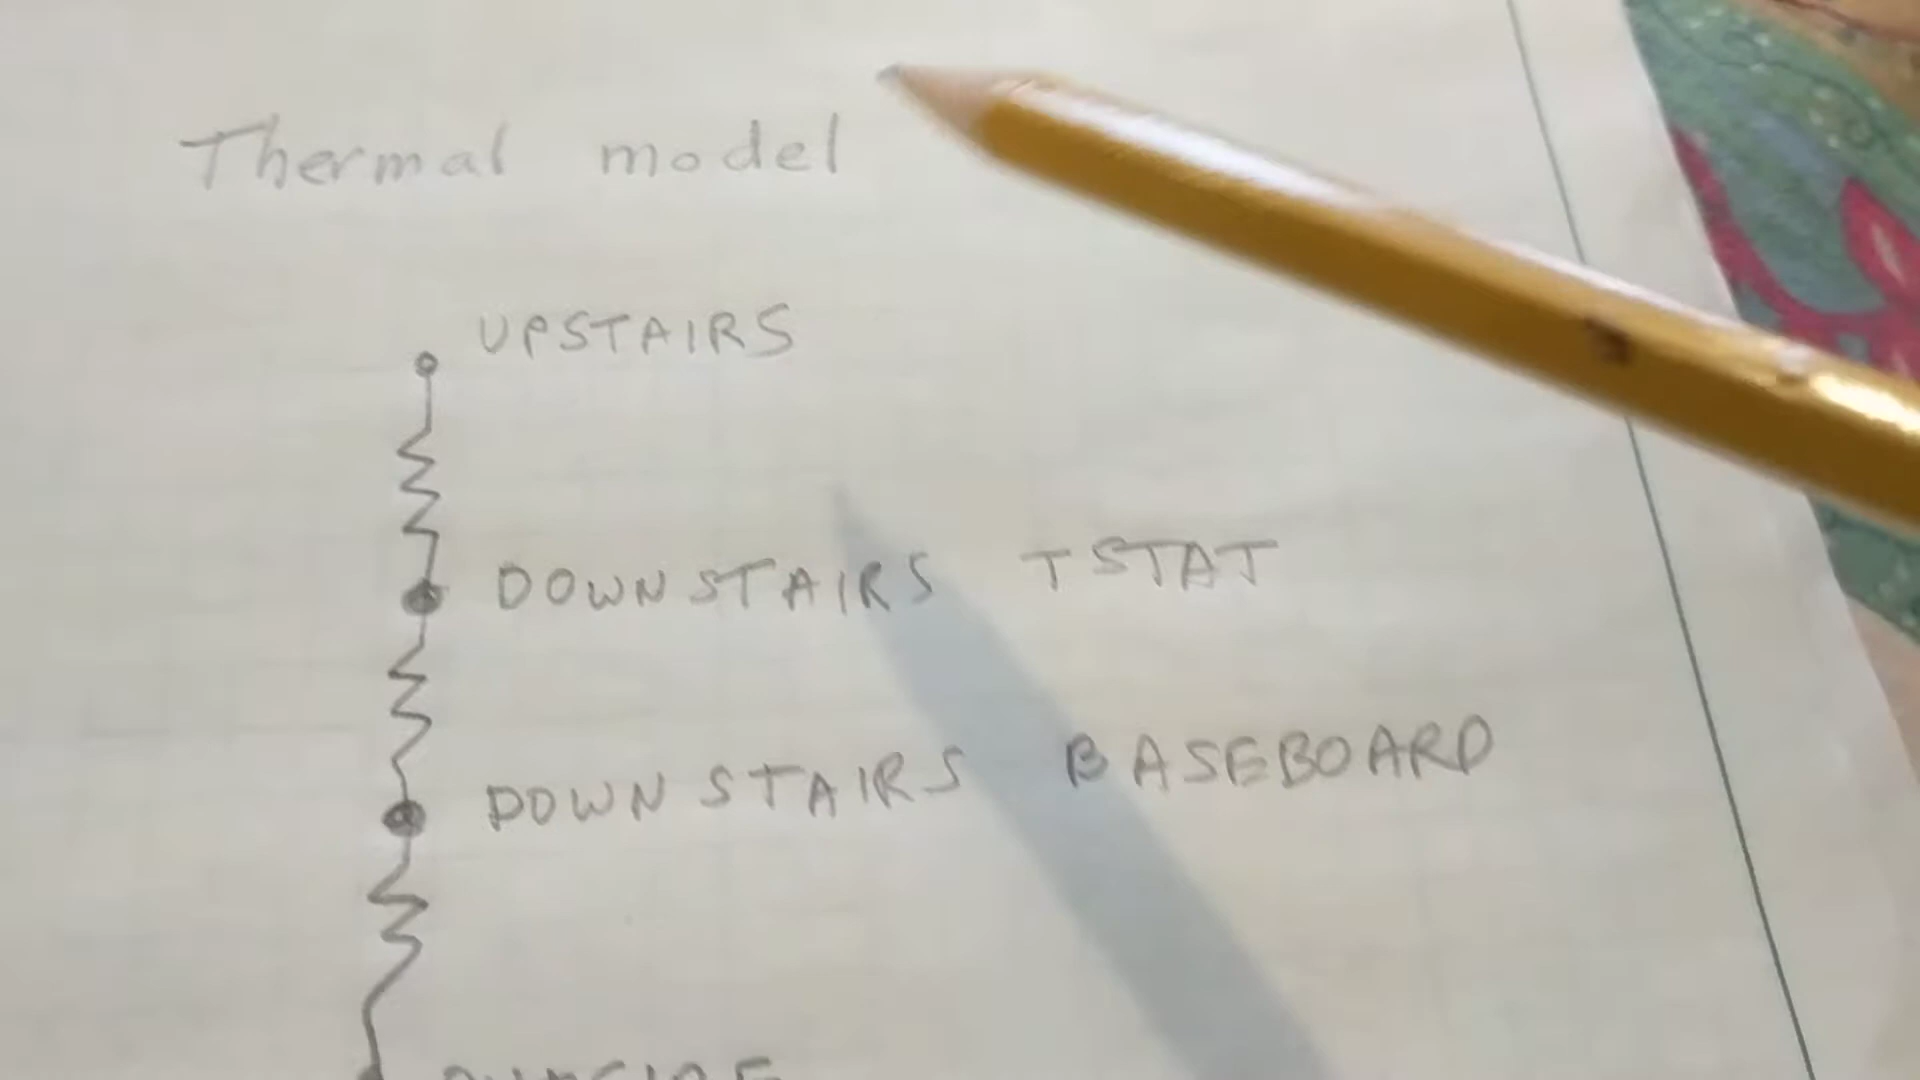 Thermal model
UPSTAIRS
DOWNSTAIRS TSTAT
DOWNSTAIRS BASEBOARD